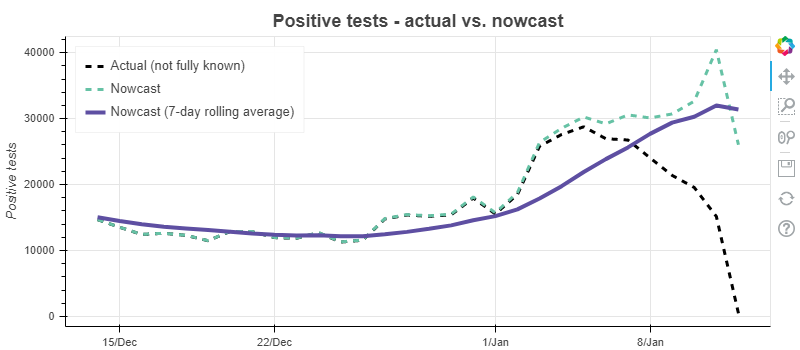 Positive tests - actual vs. nowcast
40000
30000
20000
10000
0
Positive tests
Actual (not fully known)
Nowcast
Nowcast (7-day rolling average)
15/Dec
22/Dec
1/Jan
8/Jan